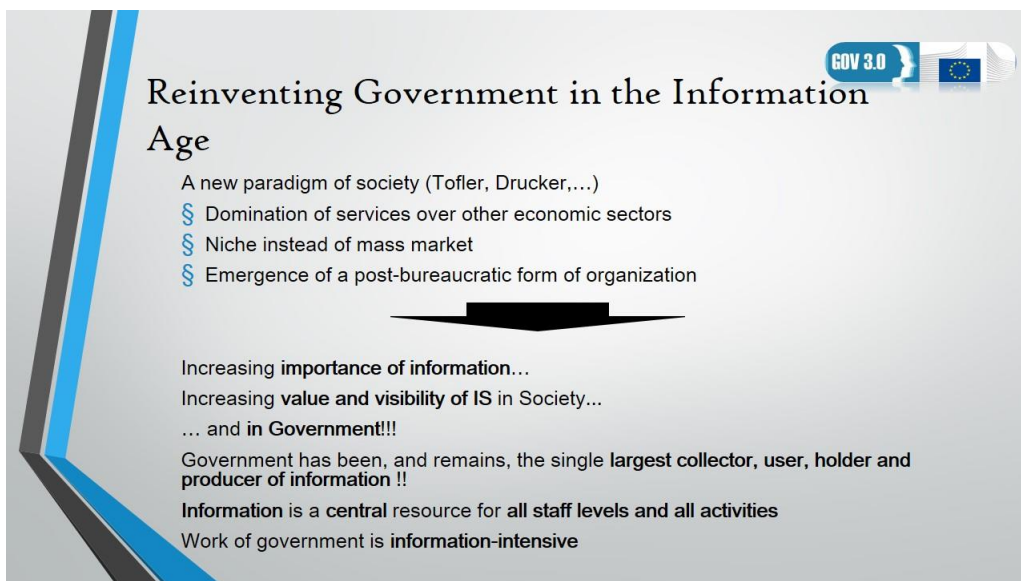 GOV 3.0
Reinventing Government in the Information
Age
A new paradigm of society (Tofler, Drucker,…)
§ Domination of services over other economic sectors
§ Niche instead of mass market
§ Emergence of a post-bureaucratic form of organization
Increasing importance of information…
Increasing value and visibility of IS in Society...
… and in Government!!!
Government has been, and remains, the single largest collector, user, holder and
producer of information !!
Information is a central resource for all staff levels and all activities
Work of government is information-intensive